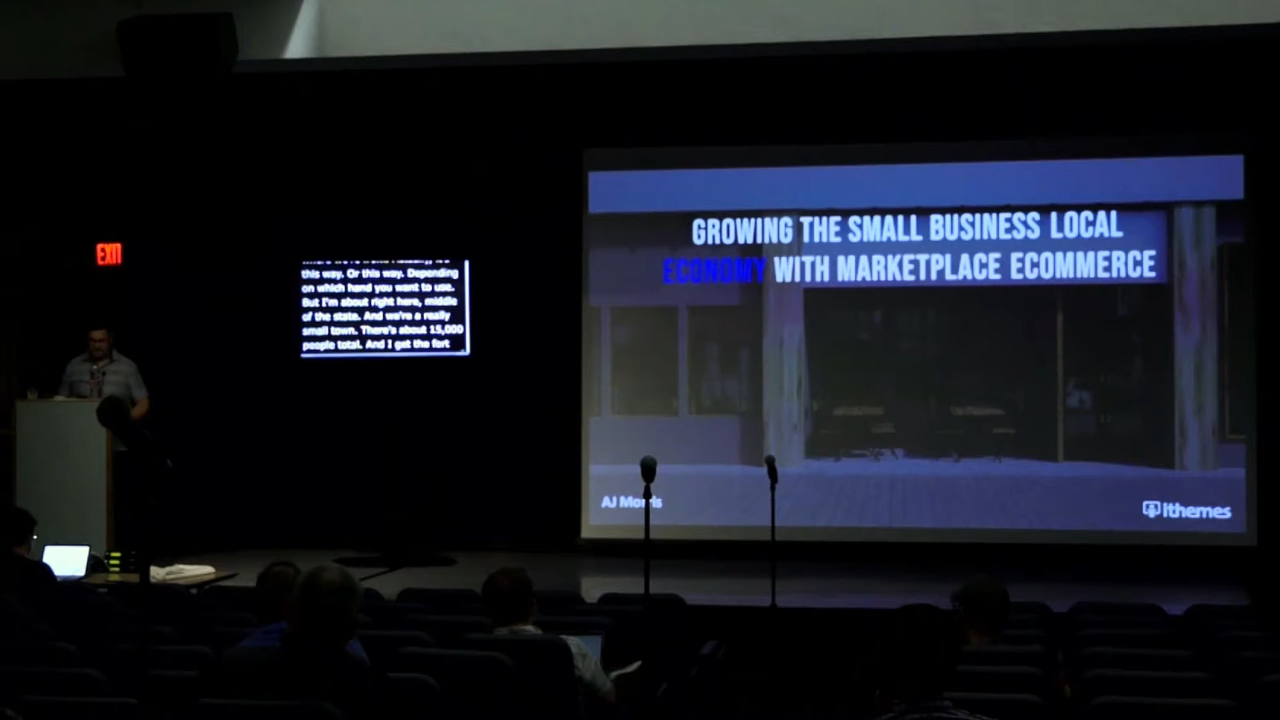 EXIT
this way. Or this way. Depending
on which hand you want to use.
But I'm about right here, middle
of the state. And we're a really
small town. There's about 15,000
people total. And I get the fort
GROWING THE SMALL BUSINESS LOCAL
ECONOMY WITH MARKETPLACE ECOMMERCE
AJ Morris
ithemes